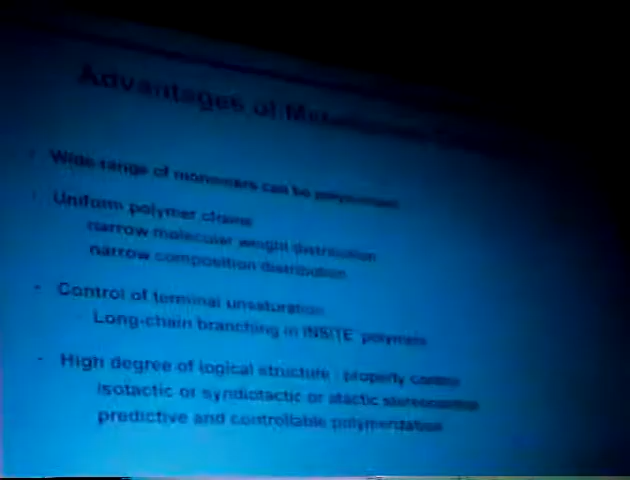 Advantages of
Wide range of monomers can be
Uniform polymer chains
narrow molecular weight distribution
narrow composition distribution
- Control of terminal unsaturation
Long-chain branching in INSITE polymers
- High degree of logical structure : property control
isotactic or syndiotactic or atactic stereocontrol
predictive and controllable polymerization